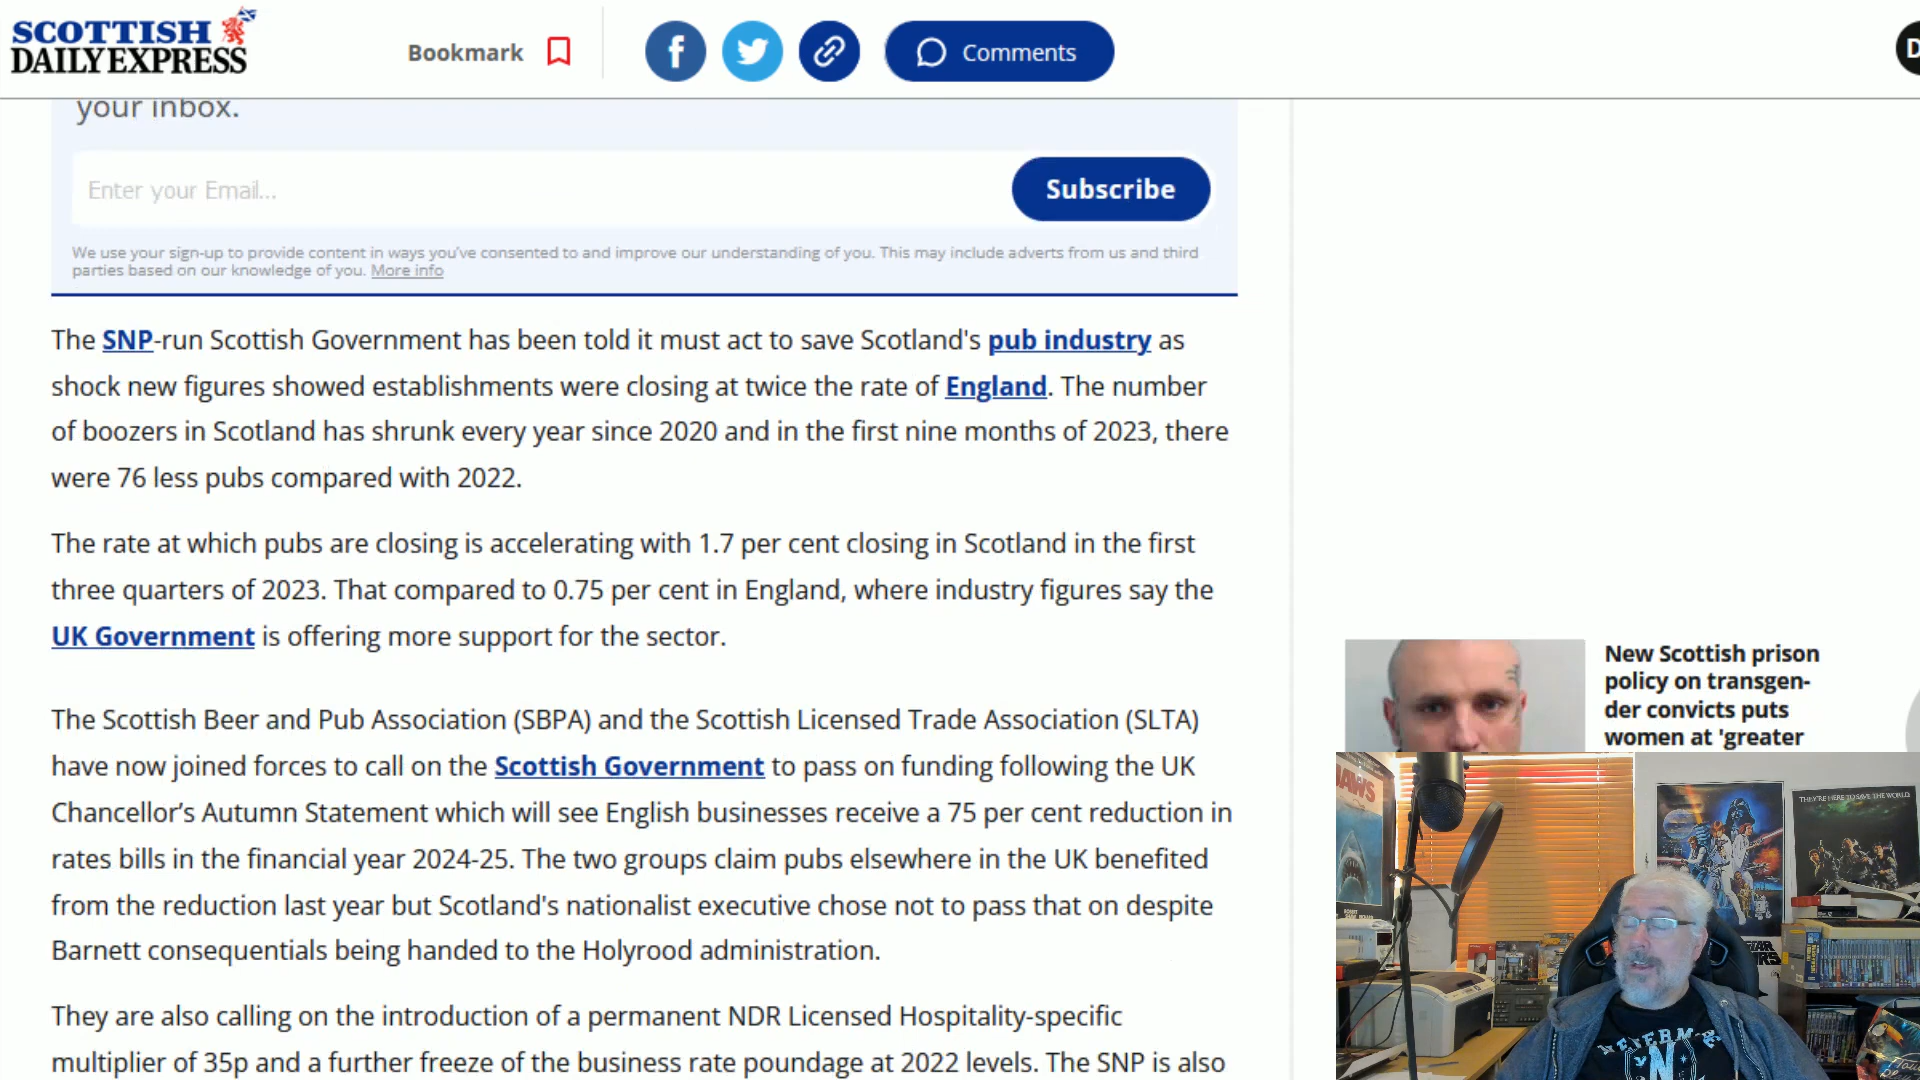 SCOTTISH
DAILY EXPRESS
Bookmark
Comments
D
your inbox.
Enter your Email...
Subscribe
We use your sign-up to provide content in ways you've consented to and improve our understanding of you. This may include adverts from us and third
parties based on our knowledge of you. More info
The SNP-run Scottish Government has been told it must act to save Scotland's pub industry as
shock new figures showed establishments were closing at twice the rate of England. The number
of boozers in Scotland has shrunk every year since 2020 and in the first nine months of 2023, there
were 76 less pubs compared with 2022.
The rate at which pubs are closing is accelerating with 1.7 per cent closing in Scotland in the first
three quarters of 2023. That compared to 0.75 per cent in England, where industry figures say the
UK Government is offering more support for the sector.
The Scottish Beer and Pub Association (SBPA) and the Scottish Licensed Trade Association (SLTA)
have now joined forces to call on the Scottish Government to pass on funding following the UK
Chancellor’s Autumn Statement which will see English businesses receive a 75 per cent reduction in
rates bills in the financial year 2024-25. The two groups claim pubs elsewhere in the UK benefited
from the reduction last year but Scotland's nationalist executive chose not to pass that on despite
Barnett consequentials being handed to the Holyrood administration.
They are also calling on the introduction of a permanent NDR Licensed Hospitality-specific
multiplier of 35p and a further freeze of the business rate poundage at 2022 levels. The SNP is also
New Scottish prison
policy on transgen-
der convicts puts
women at 'greater
JAWS
THEY'RE HERE TO SAVE THE WORLD
STAR
WARS
N